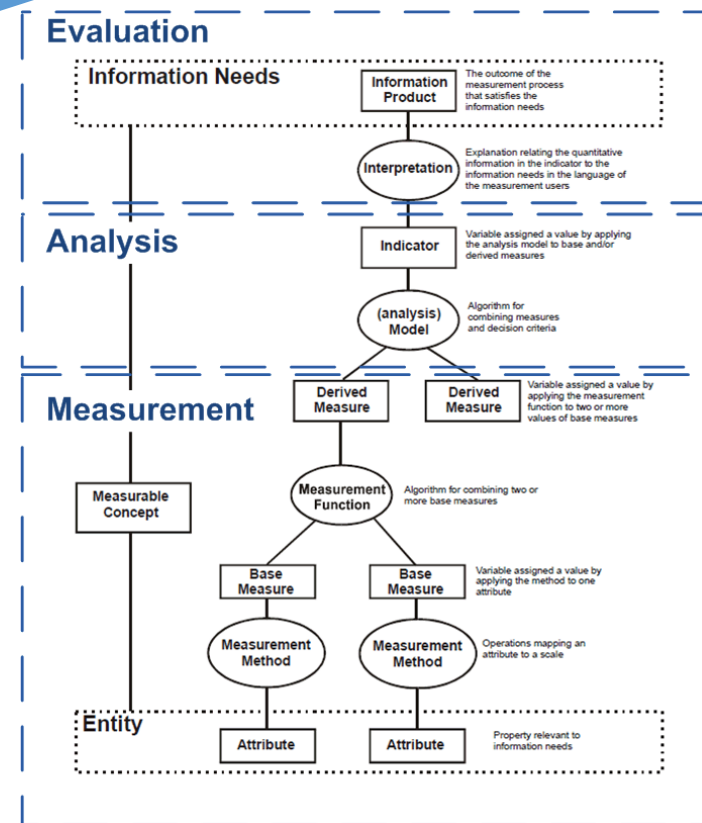 Evaluation
Information Needs
Information
Product
The outcome of the
measurement process
that satisfies the
information needs
Interpretation
Explanation relating the quantitative
information in the indicator to the
information needs in the language of
the measurement users
Analysis
Indicator
Variable assigned a value by applying
the analysis model to base and/or
derived measures
(analysis)
Model
Algorithm for
combining measures
and decision criteria
Measurement
Derived
Measure
Derived
Measure
Variable assigned a value by
applying the measurement
function to two or more
values of base measures
Measurable
Concept
Measurement
Function
Algorithm for combining two or
more base measures
Base
Measure
Base
Measure
Variable assigned a value by
applying the method to one
attribute
Measurement
Method
Measurement
Method
Operations mapping an
attribute to a scale
Entity
Attribute
Attribute
Property relevant to
information needs